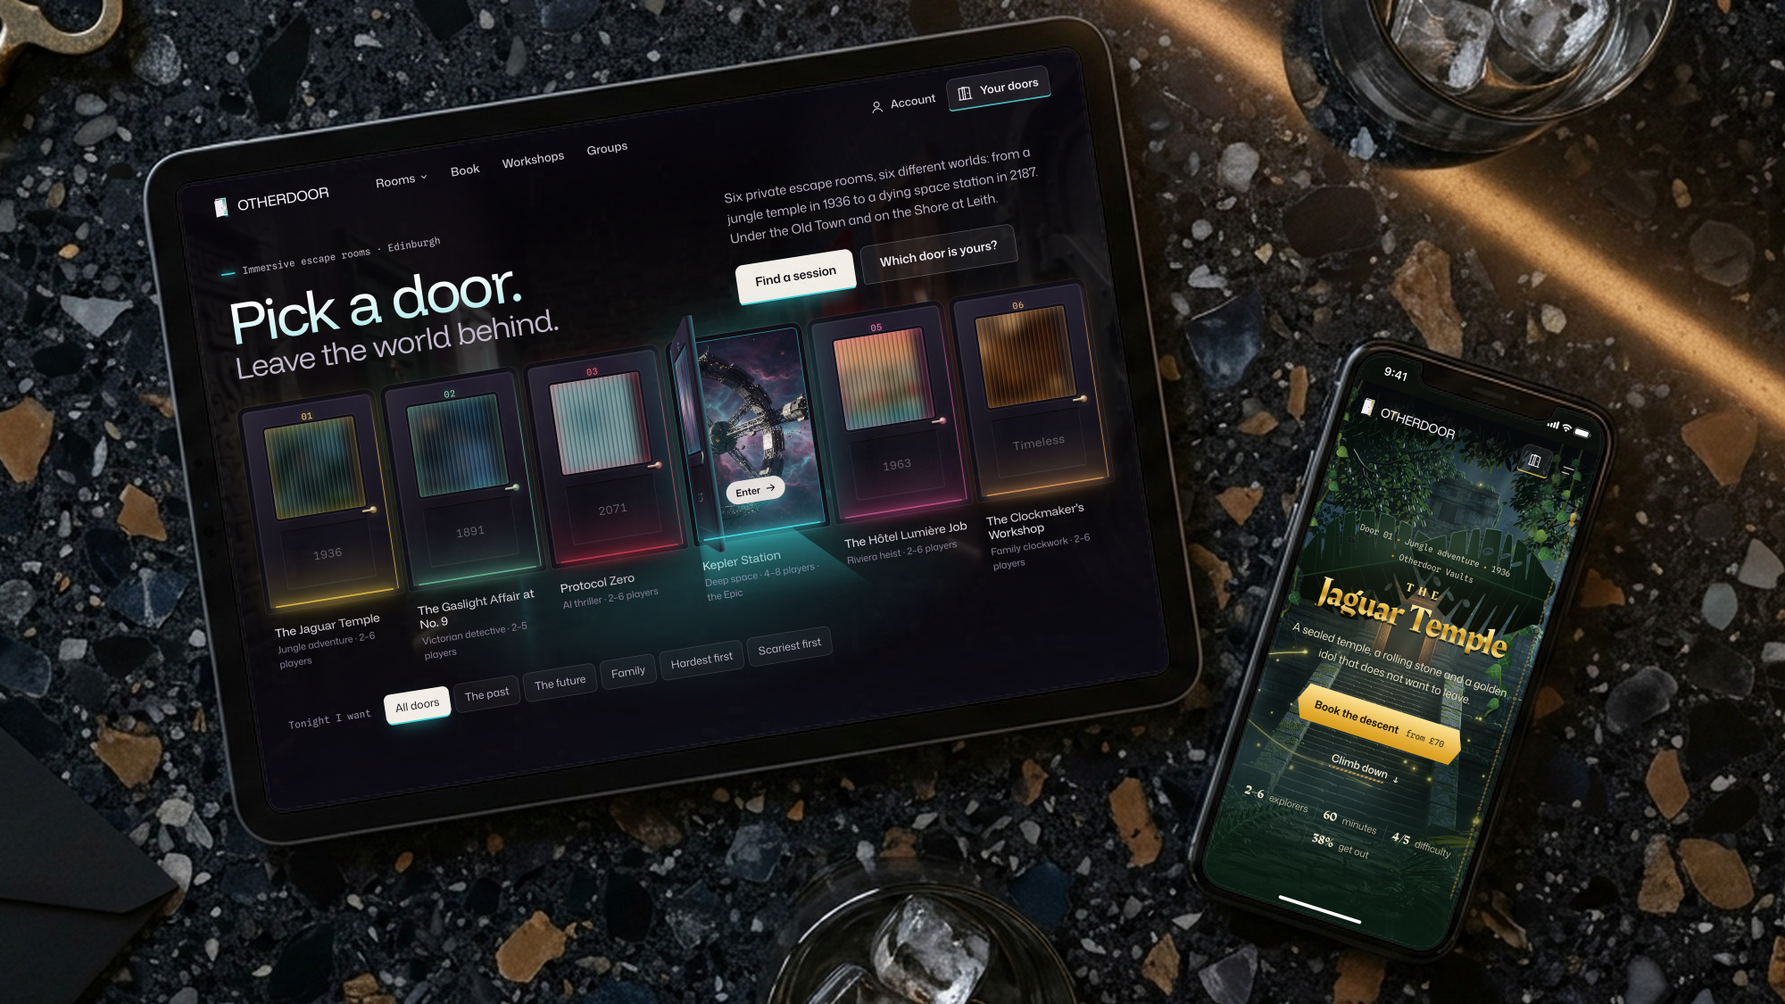 OTHERDOOR
Rooms
Book
Workshops
Groups
Account
Your doors
Immersive escape rooms · Edinburgh
Pick a door.
Leave the world behind.
Six private escape rooms, six different worlds: from a
jungle temple in 1936 to a dying space station in 2187.
Under the Old Town and on the Shore at Leith.
Find a session
Which door is yours?
01
1936
The Jaguar Temple
Jungle adventure · 2–6
players
02
1891
The Gaslight Affair at
No. 9
Victorian detective · 2–5
players
03
2071
Protocol Zero
AI thriller · 2–6 players
Enter →
Kepler Station
Deep space · 4–8 players ·
the Epic
05
1963
The Hôtel Lumière Job
Riviera heist · 2–6 players
06
Timeless
The Clockmaker's
Workshop
Family clockwork · 2–6
players
Tonight I want
All doors
The past
The future
Family
Hardest first
Scariest first
9:41
OTHERDOOR
Door 01 · Jungle adventure · 1936
· Otherdoor Vaults
THE
Jaguar Temple
A sealed temple, a rolling stone and a golden
idol that does not want to leave.
Book the descent from £70
Climb down ↓
2–6 explorers
60 minutes
4/5 difficulty
38% get out